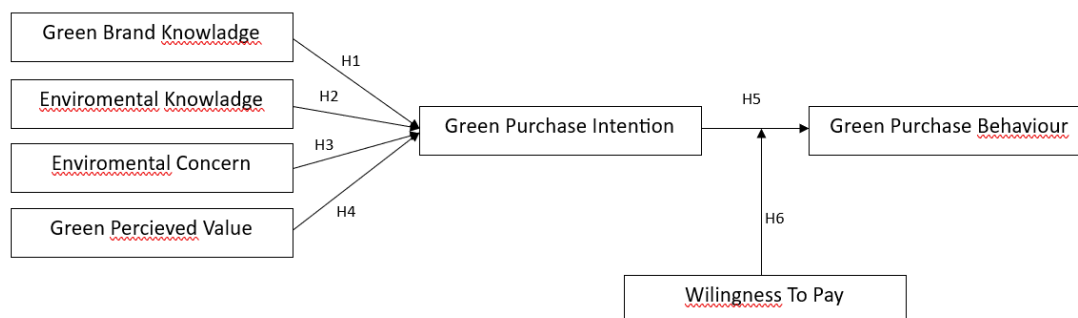 Green Brand Knowladge
H1
Enviromental Knowladge
H2
Enviromental Concern
H3
Green Percieved Value
H4
Green Purchase Intention
H5
Green Purchase Behaviour
H6
Wilingness To Pay